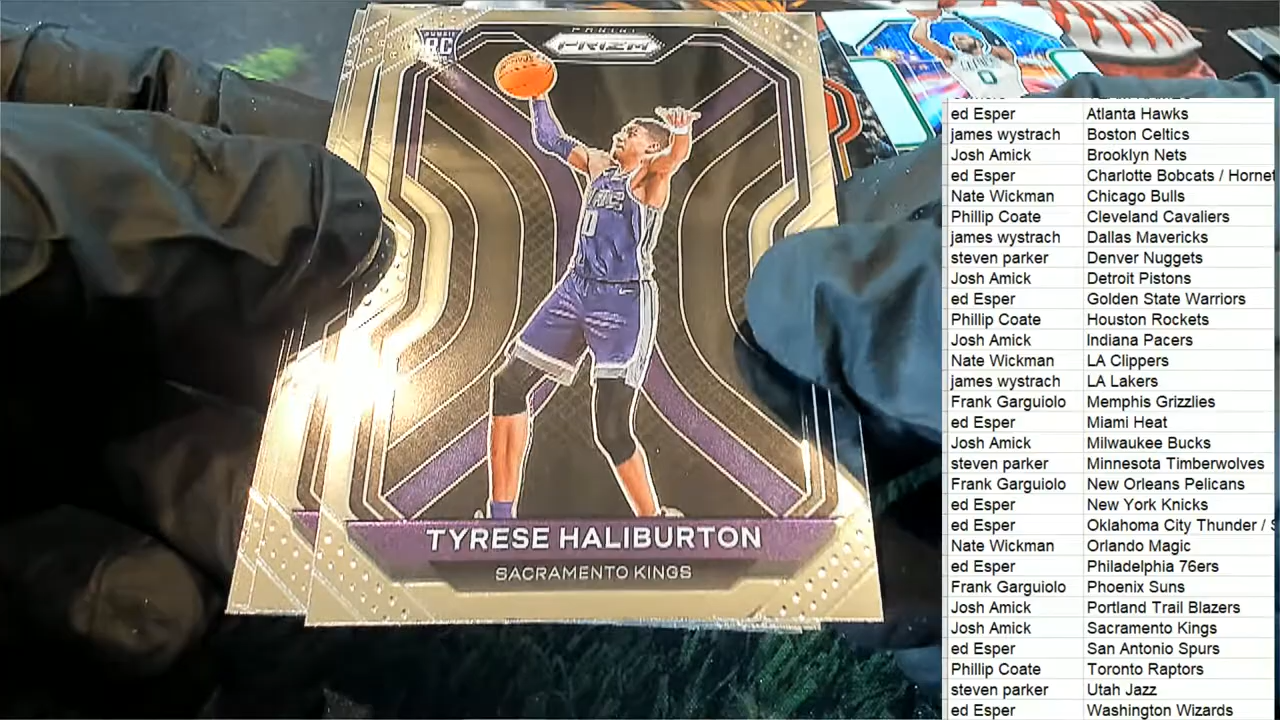 ROOKIE
RC
PANINI
PRIZM
0
0
TYRESE HALIBURTON
SACRAMENTO KINGS
ed Esper Atlanta Hawks
james wystrach Boston Celtics
Josh Amick Brooklyn Nets
ed Esper Charlotte Bobcats / Hornet
Nate Wickman Chicago Bulls
Phillip Coate Cleveland Cavaliers
james wystrach Dallas Mavericks
steven parker Denver Nuggets
Josh Amick Detroit Pistons
ed Esper Golden State Warriors
Phillip Coate Houston Rockets
Josh Amick Indiana Pacers
Nate Wickman LA Clippers
james wystrach LA Lakers
Frank Garguiolo Memphis Grizzlies
ed Esper Miami Heat
Josh Amick Milwaukee Bucks
steven parker Minnesota Timberwolves
Frank Garguiolo New Orleans Pelicans
ed Esper New York Knicks
ed Esper Oklahoma City Thunder / S
Nate Wickman Orlando Magic
ed Esper Philadelphia 76ers
Frank Garguiolo Phoenix Suns
Josh Amick Portland Trail Blazers
Josh Amick Sacramento Kings
ed Esper San Antonio Spurs
Phillip Coate Toronto Raptors
steven parker Utah Jazz
ed Esper Washington Wizards